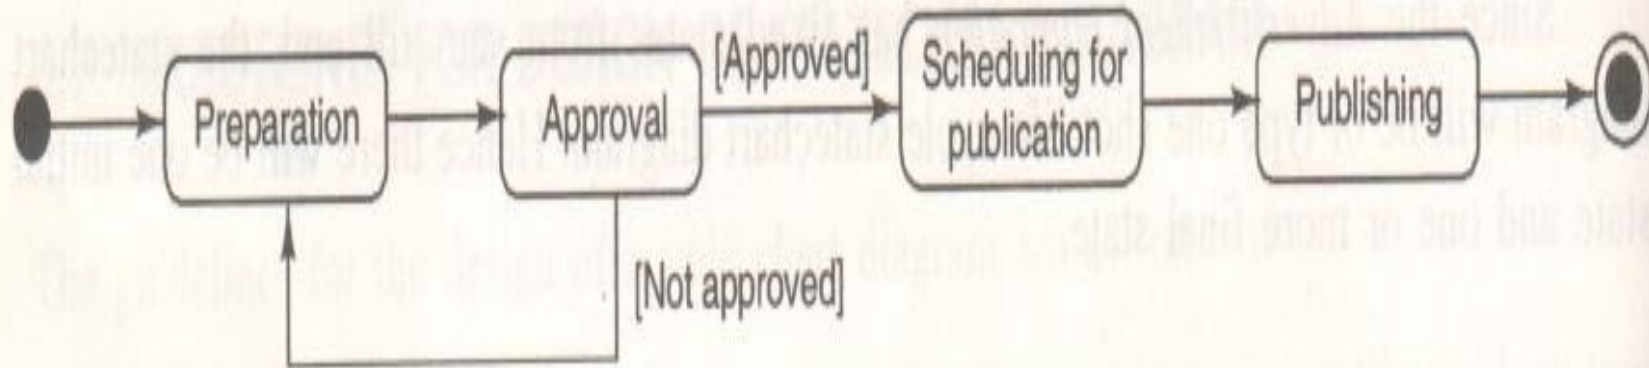 Preparation
Approval
[Approved]
Scheduling for
publication
Publishing
[Not approved]